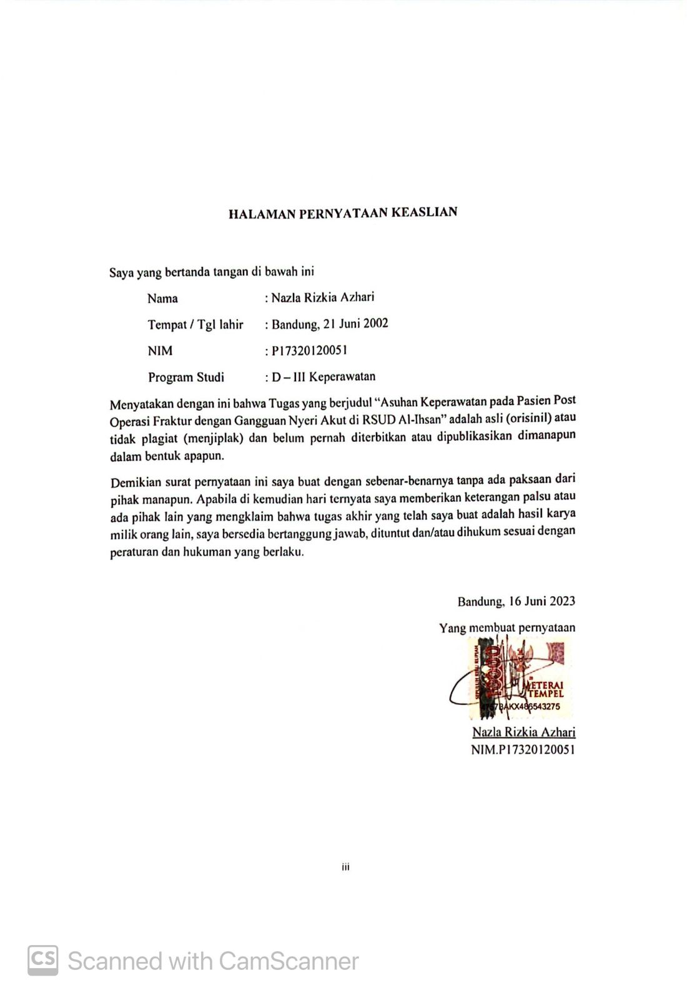 HALAMAN PERNYATAAN KEASLIAN
Saya yang bertanda tangan di bawah ini
Nama : Nazla Rizkia Azhari
Tempat / Tgl lahir : Bandung, 21 Juni 2002
NIM : P17320120051
Program Studi : D – III Keperawatan
Menyatakan dengan ini bahwa Tugas yang berjudul “Asuhan Keperawatan pada Pasien Post
Operasi Fraktur dengan Gangguan Nyeri Akut di RSUD Al-Ihsan” adalah asli (orisinil) atau
tidak plagiat (menjiplak) dan belum pernah diterbitkan atau dipublikasikan dimanapun
dalam bentuk apapun.
Demikian surat pernyataan ini saya buat dengan sebenar-benarnya tanpa ada paksaan dari
pihak manapun. Apabila di kemudian hari ternyata saya memberikan keterangan palsu atau
ada pihak lain yang mengklaim bahwa tugas akhir yang telah saya buat adalah hasil karya
milik orang lain, saya bersedia bertanggung jawab, dituntut dan/atau dihukum sesuai dengan
peraturan dan hukuman yang berlaku.
Bandung, 16 Juni 2023
Yang membuat pernyataan
SEPULUH RIBU RUPIAH
10000
METERAI
TEMPEL
Nazla Rizkia Azhari
NIM.P17320120051
iii
CS Scanned with CamScanner